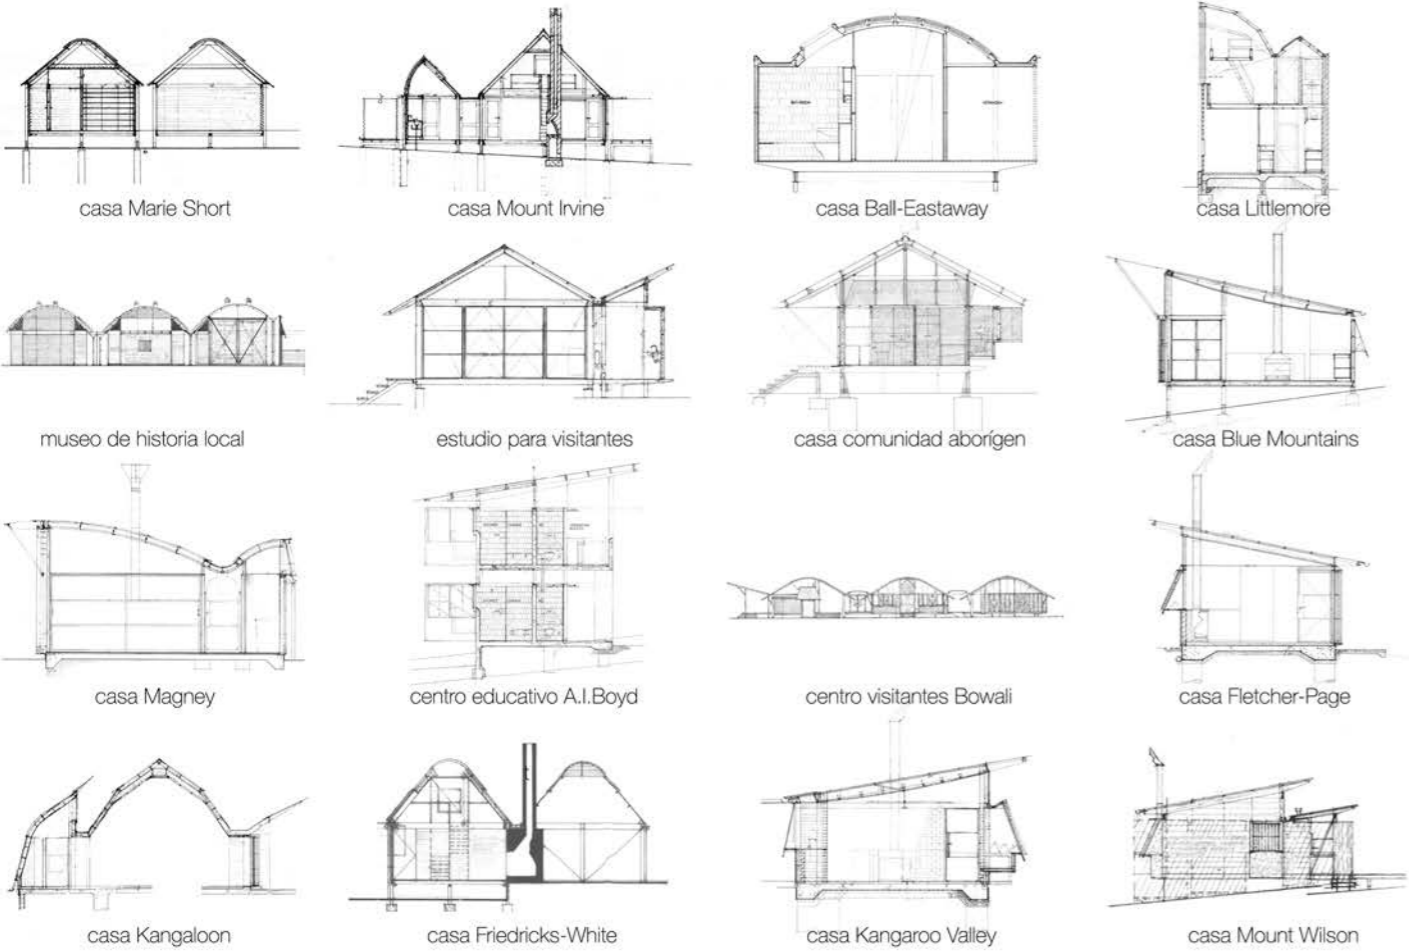 casa Marie Short
casa Mount Irvine
casa Ball-Eastaway
casa Littlemore
museo de historia local
estudio para visitantes
casa comunidad aborígen
casa Blue Mountains
casa Magney
centro educativo A.I.Boyd
centro visitantes Bowali
casa Fletcher-Page
casa Kangaloon
casa Friedricks-White
casa Kangaroo Valley
casa Mount Wilson